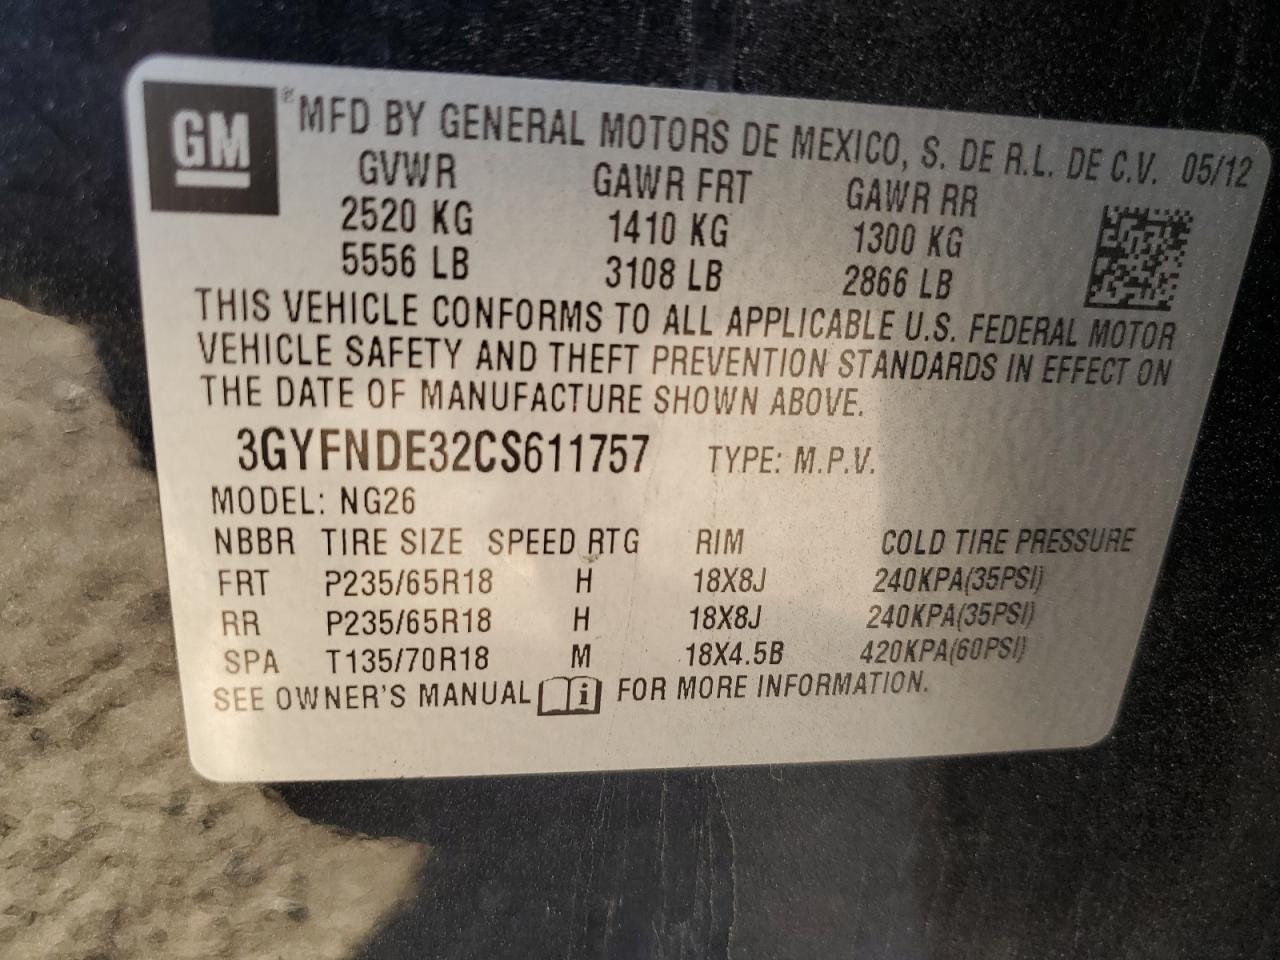 GM ® MFD BY GENERAL MOTORS DE MEXICO, S. DE R.L. DE C.V. 05/12
GVWR GAWR FRT GAWR RR
2520 KG 1410 KG 1300 KG
5556 LB 3108 LB 2866 LB
THIS VEHICLE CONFORMS TO ALL APPLICABLE U.S. FEDERAL MOTOR
VEHICLE SAFETY AND THEFT PREVENTION STANDARDS IN EFFECT ON
THE DATE OF MANUFACTURE SHOWN ABOVE.
3GYFNDE32CS611757 TYPE: M.P.V.
MODEL: NG26
NBBR TIRE SIZE SPEED RTG RIM COLD TIRE PRESSURE
FRT P235/65R18 H 18X8J 240KPA(35PSI)
RR P235/65R18 H 18X8J 240KPA(35PSI)
SPA T135/70R18 M 18X4.5B 420KPA(60PSI)
SEE OWNER'S MANUAL i FOR MORE INFORMATION.